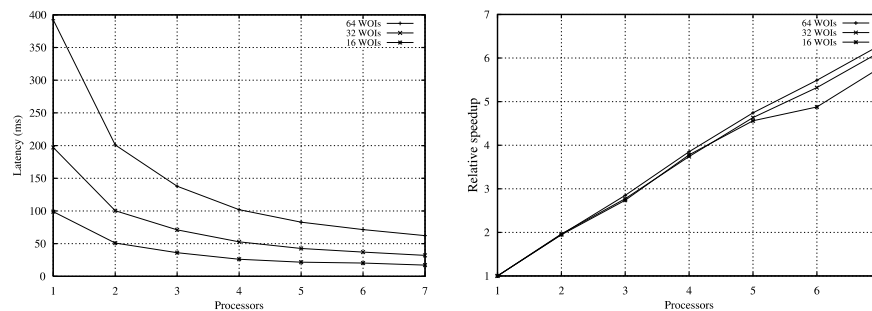 400
350
300
250
200
150
100
50
0
Latency (ms)
64 WOIs
32 WOIs
16 WOIs
1 2 3 4 5 6 7
Processors
7
6
5
4
3
2
1
Relative speedup
64 WOIs
32 WOIs
16 WOIs
1 2 3 4 5 6
Processors